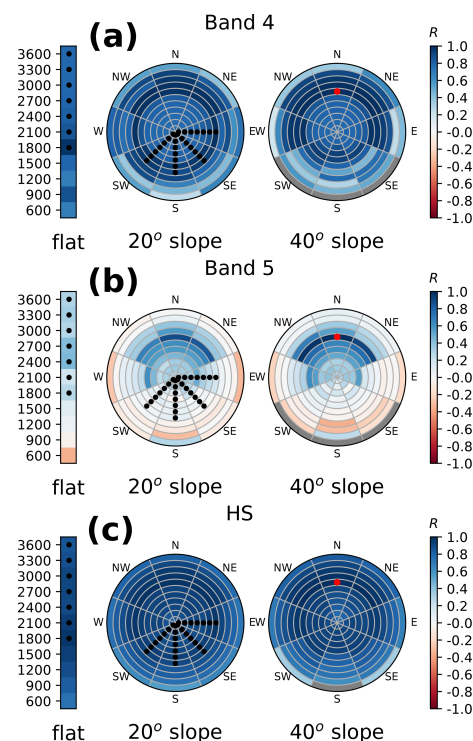 Band 4
(a)
R
3600
3300
3000
2700
2400
2100
1800
1500
1200
900
600
flat
N
NE
E
SE
S
SW
W
NW
20° slope
N
NE
E
SE
S
SW
W
NW
40° slope
1.0
0.8
0.6
0.4
0.2
0.0
-0.2
-0.4
-0.6
-0.8
-1.0
Band 5
(b)
R
3600
3300
3000
2700
2400
2100
1800
1500
1200
900
600
flat
N
NE
E
SE
S
SW
W
NW
20° slope
N
NE
E
SE
S
SW
W
NW
40° slope
1.0
0.8
0.6
0.4
0.2
0.0
-0.2
-0.4
-0.6
-0.8
-1.0
HS
(c)
R
3600
3300
3000
2700
2400
2100
1800
1500
1200
900
600
flat
N
NE
E
SE
S
SW
W
NW
20° slope
N
NE
E
SE
S
SW
W
NW
40° slope
1.0
0.8
0.6
0.4
0.2
0.0
-0.2
-0.4
-0.6
-0.8
-1.0